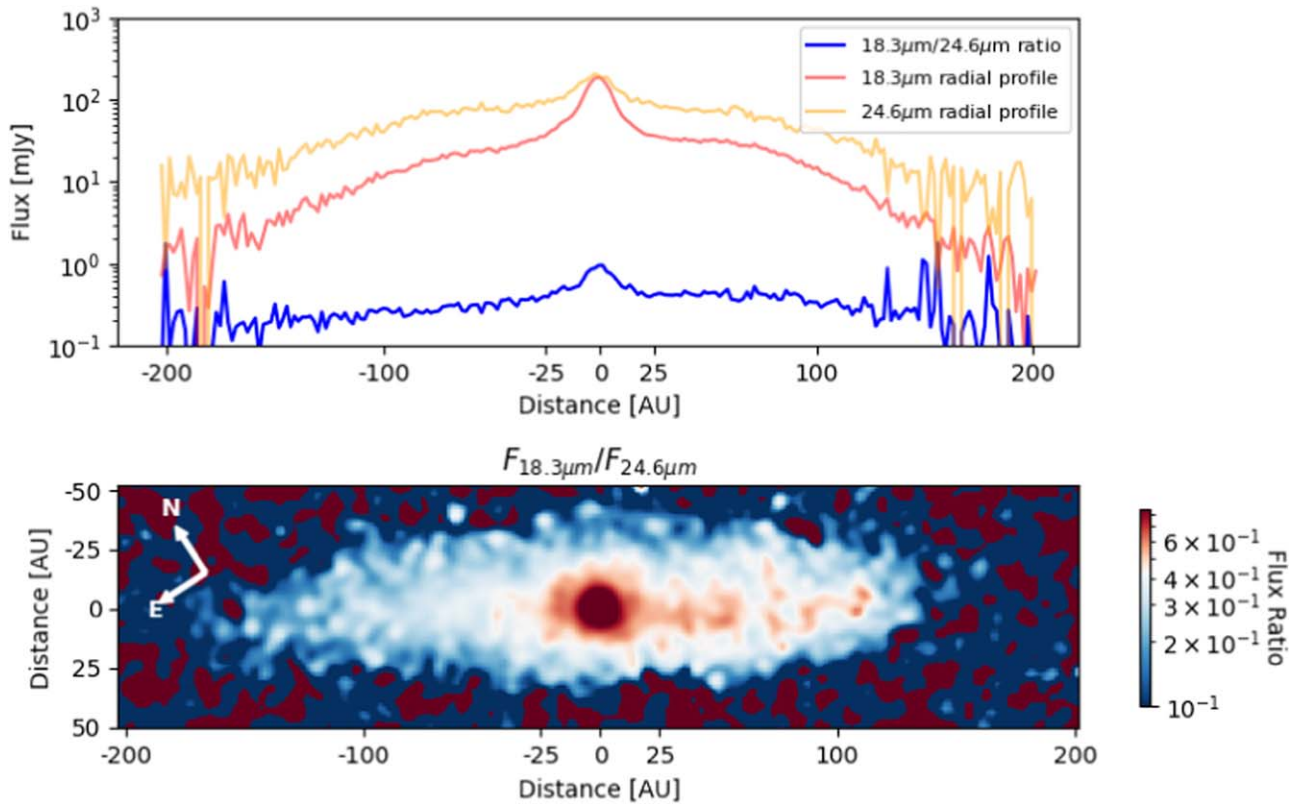 10³
10²
10¹
10⁰
10⁻¹
Flux [mJy]
18.3μm/24.6μm ratio
18.3μm radial profile
24.6μm radial profile
-200 -100 -25 0 25 100 200
Distance [AU]
F₁₈.₃μm/F₂₄.₆μm
-50
-25
0
25
50
Distance [AU]
N
E
-200 -100 -25 0 25 100 200
Distance [AU]
6 × 10⁻¹
4 × 10⁻¹
3 × 10⁻¹
2 × 10⁻¹
10⁻¹
Flux Ratio